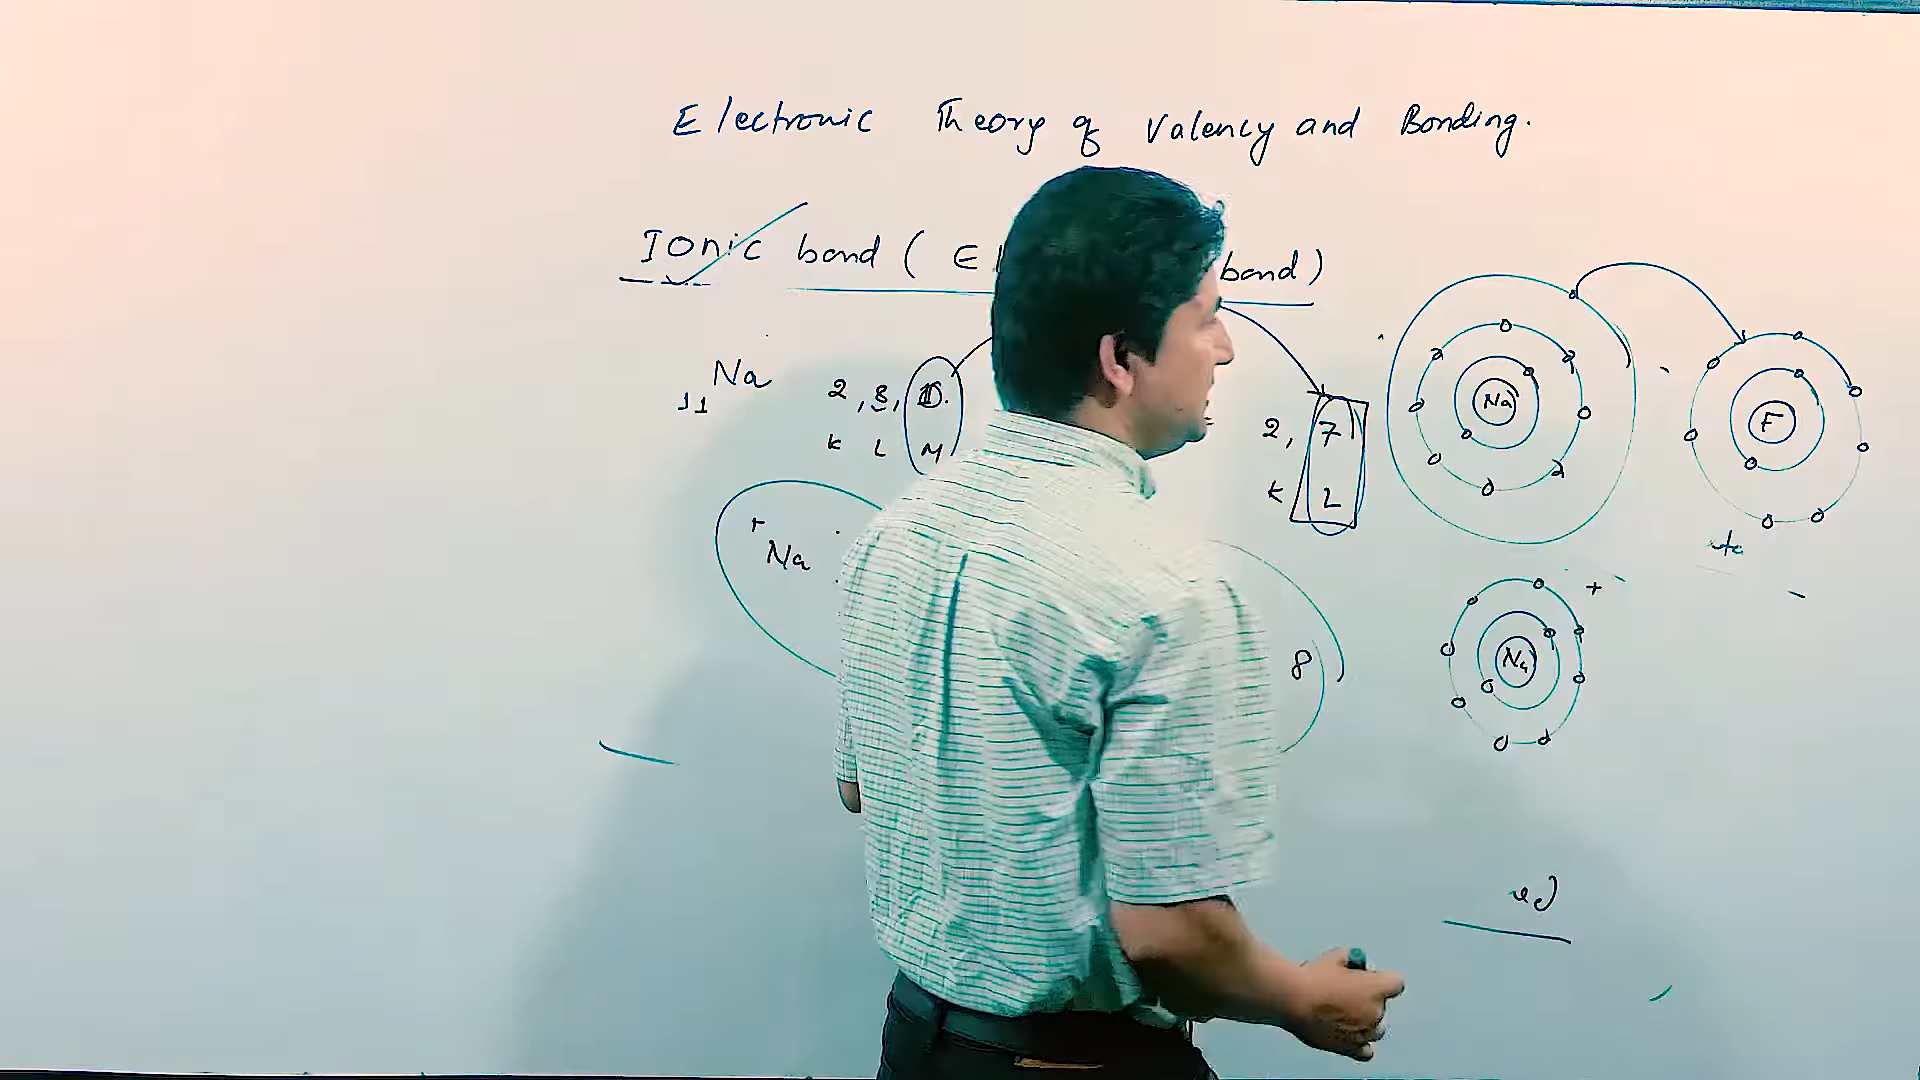 Electronic Theory of Valency and Bonding.
Ionic bond ( El bond )
11 Na 2, 8, 1
K L M
2, 7
K L
Na
F
+
Na
8
+
Na